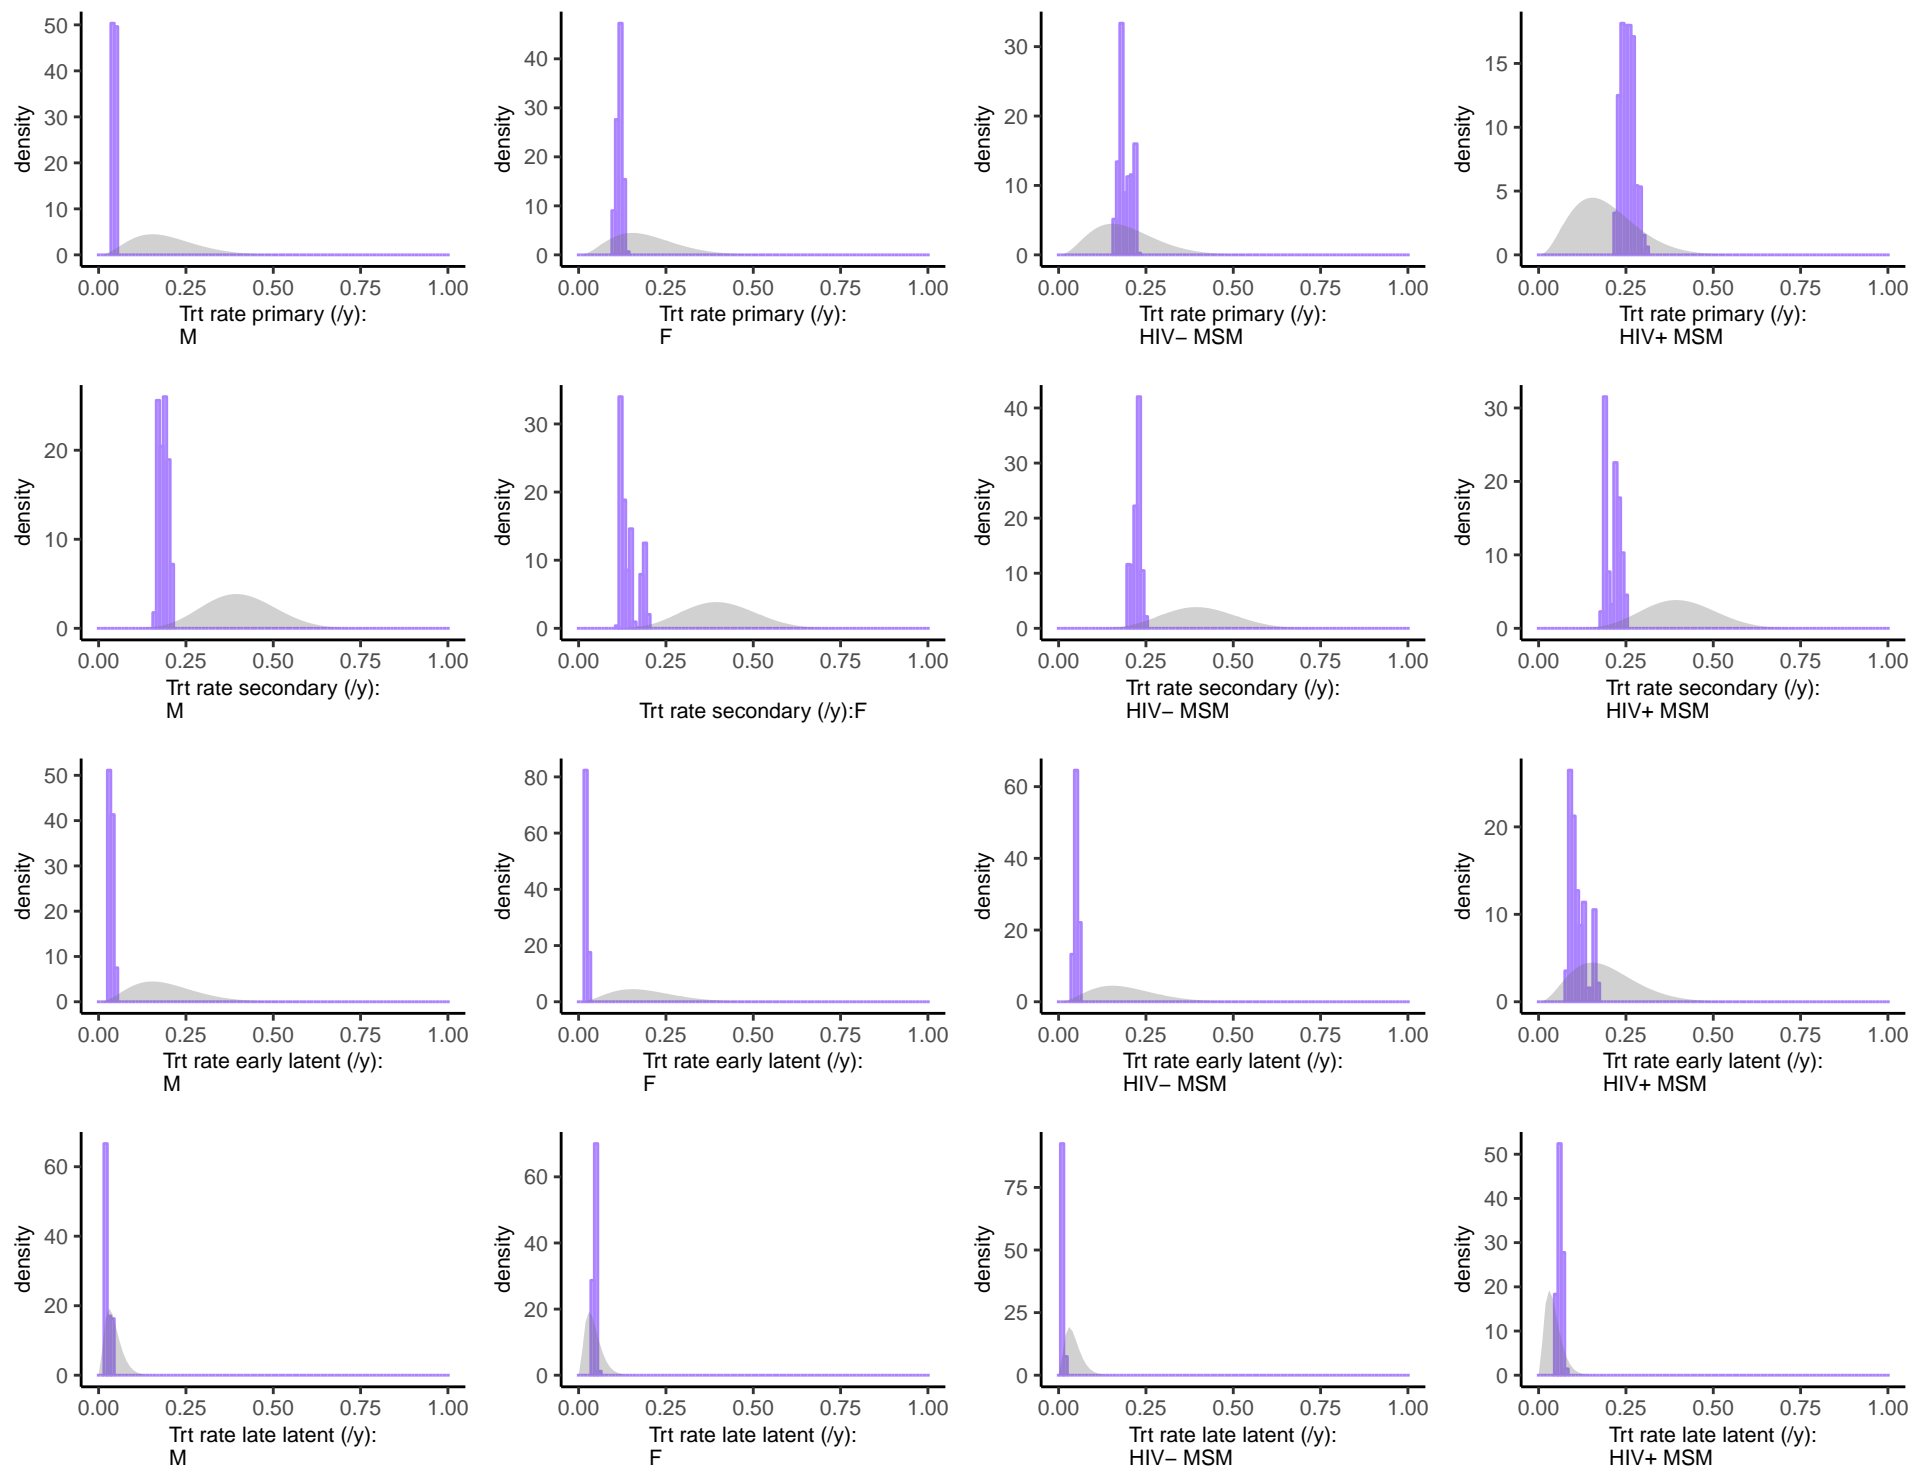 density
50
40
30
20
10
0
0.00 0.25 0.50 0.75 1.00
Trt rate primary (/y):
M
density
40
30
20
10
0
0.00 0.25 0.50 0.75 1.00
Trt rate primary (/y):
F
density
30
20
10
0
0.00 0.25 0.50 0.75 1.00
Trt rate primary (/y):
HIV− MSM
density
15
10
5
0
0.00 0.25 0.50 0.75 1.00
Trt rate primary (/y):
HIV+ MSM
density
20
10
0
0.00 0.25 0.50 0.75 1.00
Trt rate secondary (/y):
M
density
30
20
10
0
0.00 0.25 0.50 0.75 1.00
Trt rate secondary (/y):F
density
40
30
20
10
0
0.00 0.25 0.50 0.75 1.00
Trt rate secondary (/y):
HIV− MSM
density
30
20
10
0
0.00 0.25 0.50 0.75 1.00
Trt rate secondary (/y):
HIV+ MSM
density
50
40
30
20
10
0
0.00 0.25 0.50 0.75 1.00
Trt rate early latent (/y):
M
density
80
60
40
20
0
0.00 0.25 0.50 0.75 1.00
Trt rate early latent (/y):
F
density
60
40
20
0
0.00 0.25 0.50 0.75 1.00
Trt rate early latent (/y):
HIV− MSM
density
20
10
0
0.00 0.25 0.50 0.75 1.00
Trt rate early latent (/y):
HIV+ MSM
density
60
40
20
0
0.00 0.25 0.50 0.75 1.00
Trt rate late latent (/y):
M
density
60
40
20
0
0.00 0.25 0.50 0.75 1.00
Trt rate late latent (/y):
F
density
75
50
25
0
0.00 0.25 0.50 0.75 1.00
Trt rate late latent (/y):
HIV− MSM
density
50
40
30
20
10
0
0.00 0.25 0.50 0.75 1.00
Trt rate late latent (/y):
HIV+ MSM